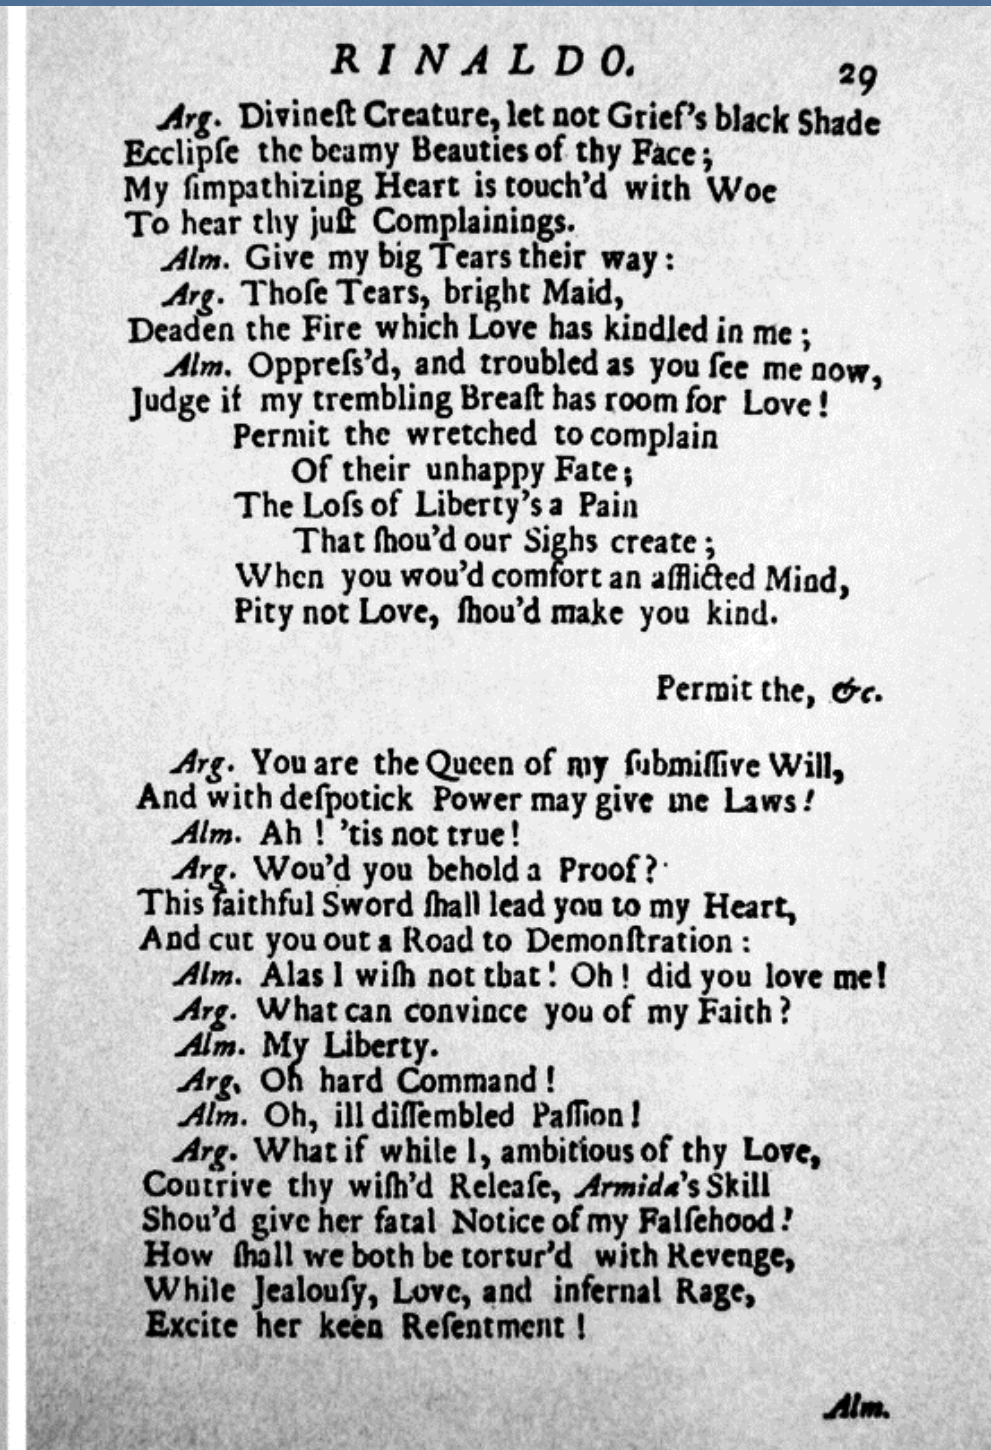 RINALDO.
29
Arg. Divineſt Creature, let not Grief's black Shade
Ecclipſe the beamy Beauties of thy Face;
My ſimpathizing Heart is touch'd with Woe
To hear thy juſt Complainings.
Alm. Give my big Tears their way:
Arg. Thoſe Tears, bright Maid,
Deaden the Fire which Love has kindled in me;
Alm. Oppreſs'd, and troubled as you ſee me now,
Judge if my trembling Breaſt has room for Love!
Permit the wretched to complain
Of their unhappy Fate;
The Loſs of Liberty's a Pain
That ſhou'd our Sighs create;
When you wou'd comfort an afflicted Mind,
Pity not Love, ſhou'd make you kind.
Permit the, &c.
Arg. You are the Queen of my ſubmiſſive Will,
And with deſpotick Power may give me Laws!
Alm. Ah! 'tis not true!
Arg. Wou'd you behold a Proof?
This faithful Sword ſhall lead you to my Heart,
And cut you out a Road to Demonſtration:
Alm. Alas I wiſh not that! Oh! did you love me!
Arg. What can convince you of my Faith?
Alm. My Liberty.
Arg. Oh hard Command!
Alm. Oh, ill diſſembled Paſſion!
Arg. What if while I, ambitious of thy Love,
Contrive thy wiſh'd Releaſe, Armida's Skill
Shou'd give her fatal Notice of my Falſehood!
How ſhall we both be tortur'd with Revenge,
While Jealouſy, Love, and infernal Rage,
Excite her keen Reſentment!
Alm.